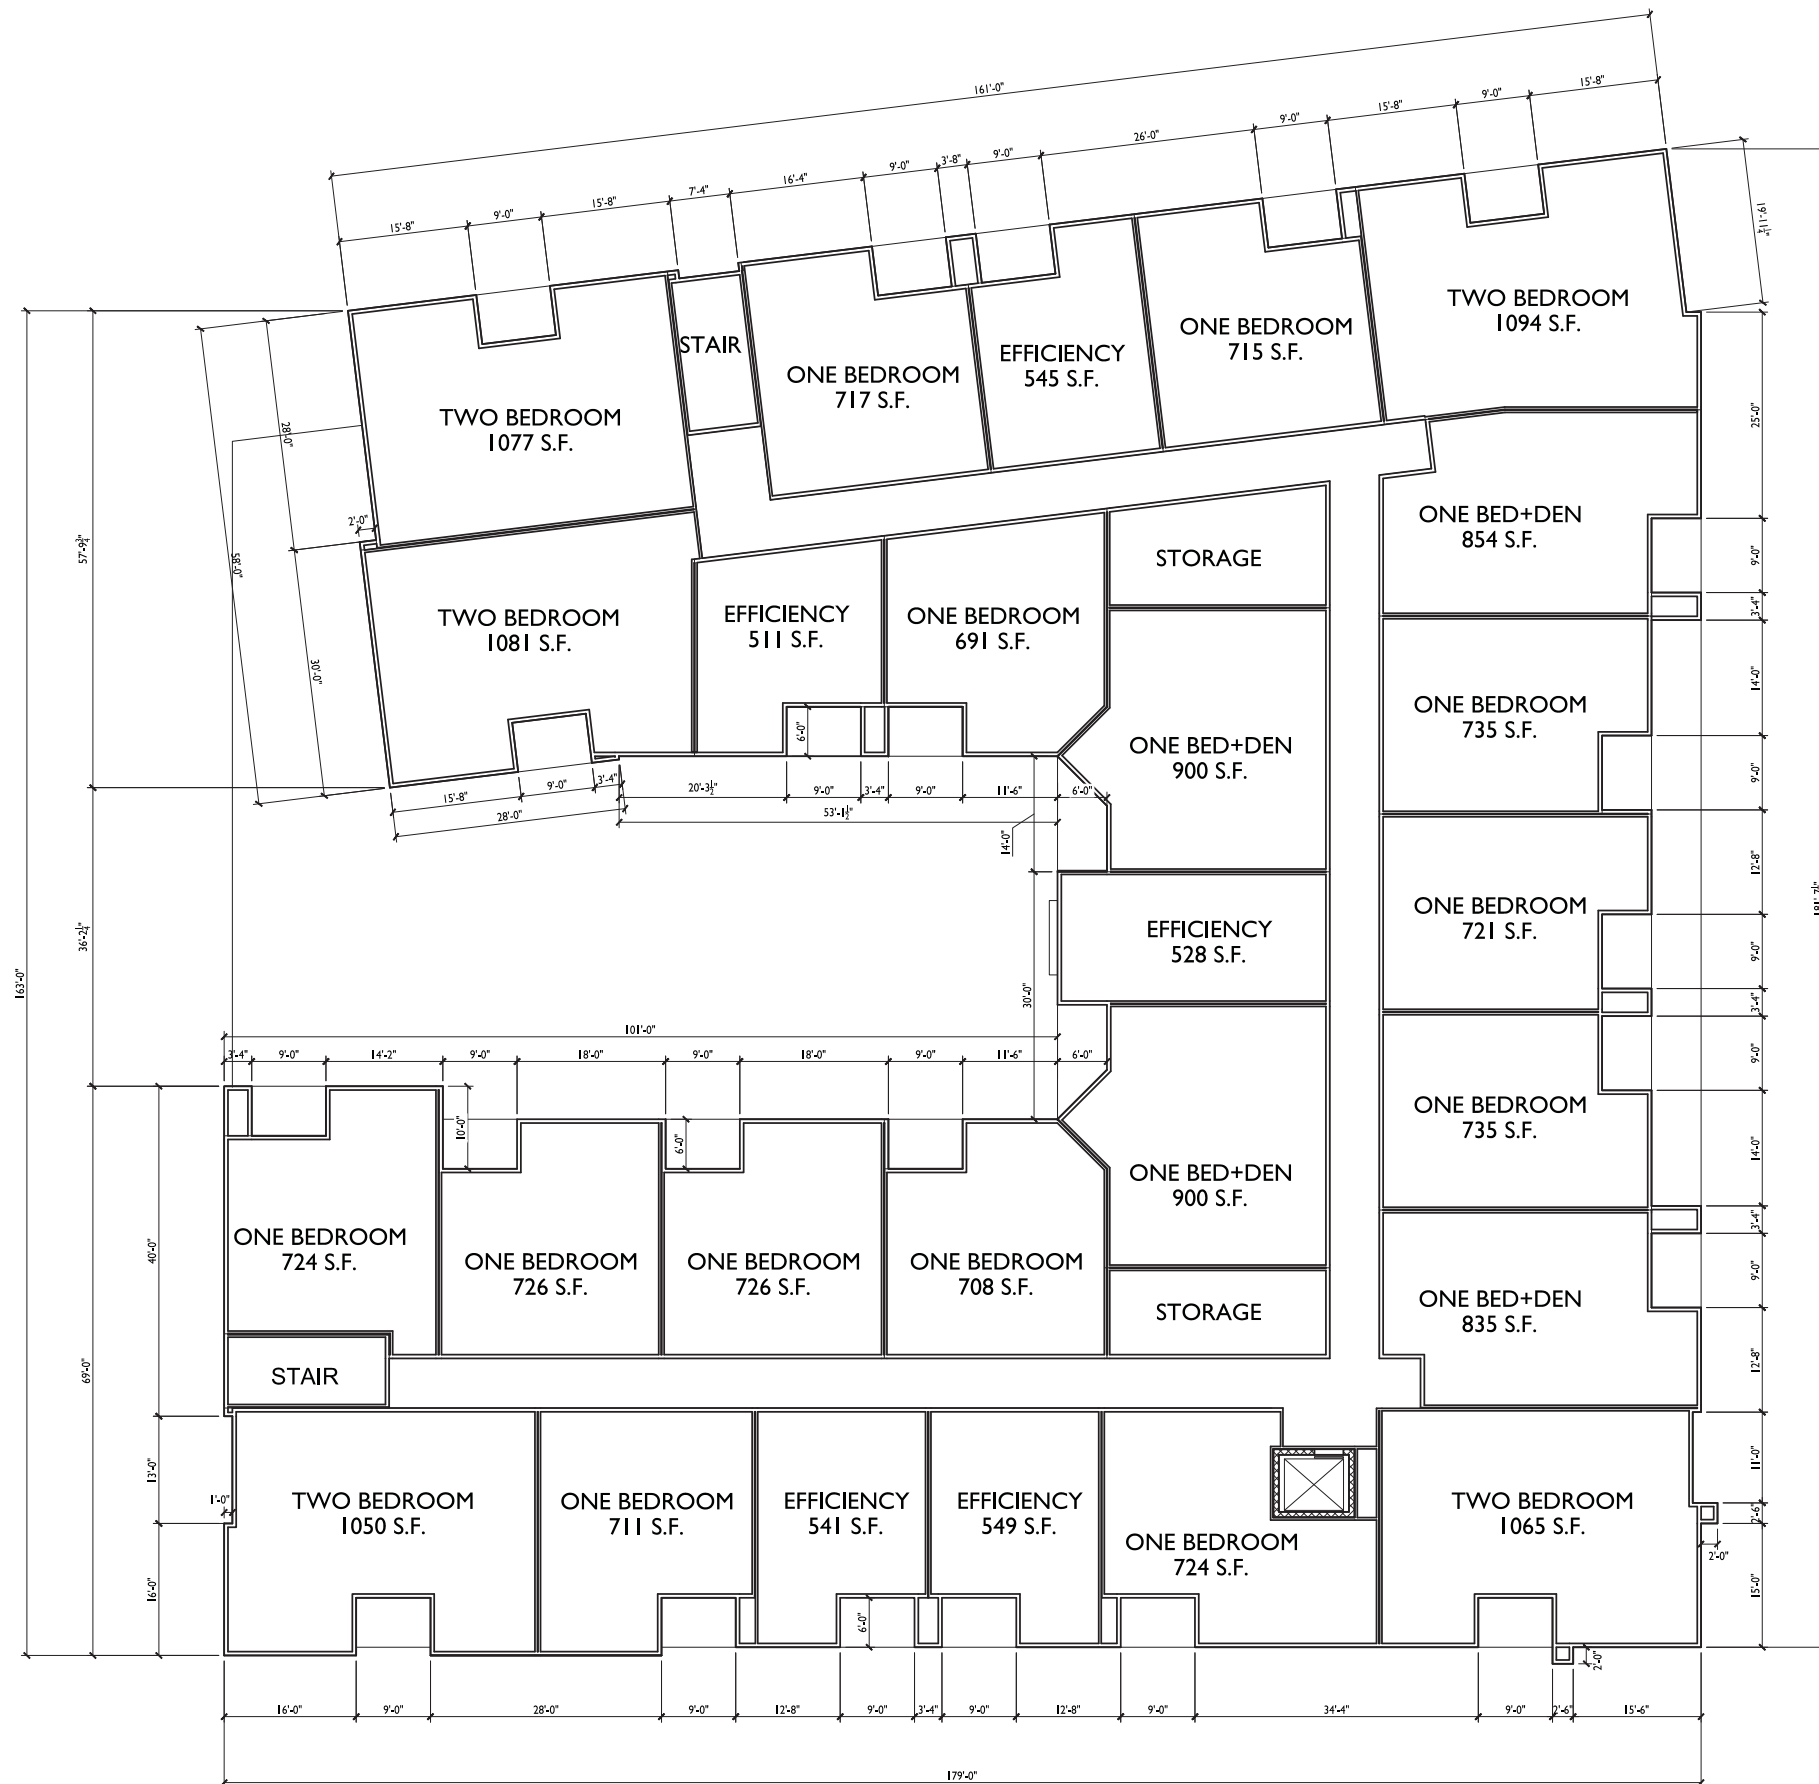 161'-0"
15'-8"
9'-0"
15'-8"
9'-0"
26'-0"
9'-0"
3'-8"
9'-0"
16'-4"
7'-4"
15'-8"
9'-0"
15'-8"
19'-11½"
TWO BEDROOM
1094 S.F.
ONE BEDROOM
715 S.F.
EFFICIENCY
545 S.F.
STAIR
ONE BEDROOM
717 S.F.
TWO BEDROOM
1077 S.F.
28'-0"
25'-0"
2'-0"
58'-0"
57'-9¾"
ONE BED+DEN
854 S.F.
STORAGE
9'-0"
3'-4"
EFFICIENCY
511 S.F.
ONE BEDROOM
691 S.F.
TWO BEDROOM
1081 S.F.
30'-0"
14'-0"
ONE BEDROOM
735 S.F.
6'-0"
ONE BED+DEN
900 S.F.
9'-0"
15'-8"
9'-0"
3'-4"
20'-3½"
9'-0"
3'-4"
9'-0"
11'-6"
6'-0"
28'-0"
53'-1½"
14'-0"
12'-8"
181'-7½"
ONE BEDROOM
721 S.F.
EFFICIENCY
528 S.F.
36'-2¼"
9'-0"
163'-0"
30'-0"
3'-4"
101'-0"
3'-4"
9'-0"
14'-2"
9'-0"
18'-0"
9'-0"
18'-0"
9'-0"
11'-6"
6'-0"
9'-0"
ONE BEDROOM
735 S.F.
10'-0"
6'-0"
14'-0"
ONE BED+DEN
900 S.F.
3'-4"
40'-0"
ONE BEDROOM
724 S.F.
ONE BEDROOM
726 S.F.
ONE BEDROOM
726 S.F.
ONE BEDROOM
708 S.F.
9'-0"
STORAGE
ONE BED+DEN
835 S.F.
69'-0"
STAIR
12'-8"
13'-0"
11'-0"
1'-0"
TWO BEDROOM
1050 S.F.
ONE BEDROOM
711 S.F.
EFFICIENCY
541 S.F.
EFFICIENCY
549 S.F.
ONE BEDROOM
724 S.F.
TWO BEDROOM
1065 S.F.
2'-6"
2'-0"
16'-0"
6'-0"
15'-0"
2'-0"
16'-0"
9'-0"
28'-0"
9'-0"
12'-8"
9'-0"
3'-4"
9'-0"
12'-8"
9'-0"
34'-4"
9'-0"
2'-6"
15'-6"
179'-0"